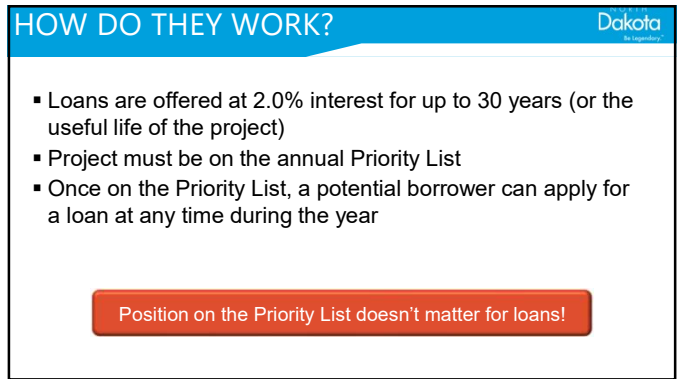 HOW DO THEY WORK?
NORTH
Dakota
Be Legendary.™
▪ Loans are offered at 2.0% interest for up to 30 years (or the
useful life of the project)
▪ Project must be on the annual Priority List
▪ Once on the Priority List, a potential borrower can apply for
a loan at any time during the year
Position on the Priority List doesn’t matter for loans!